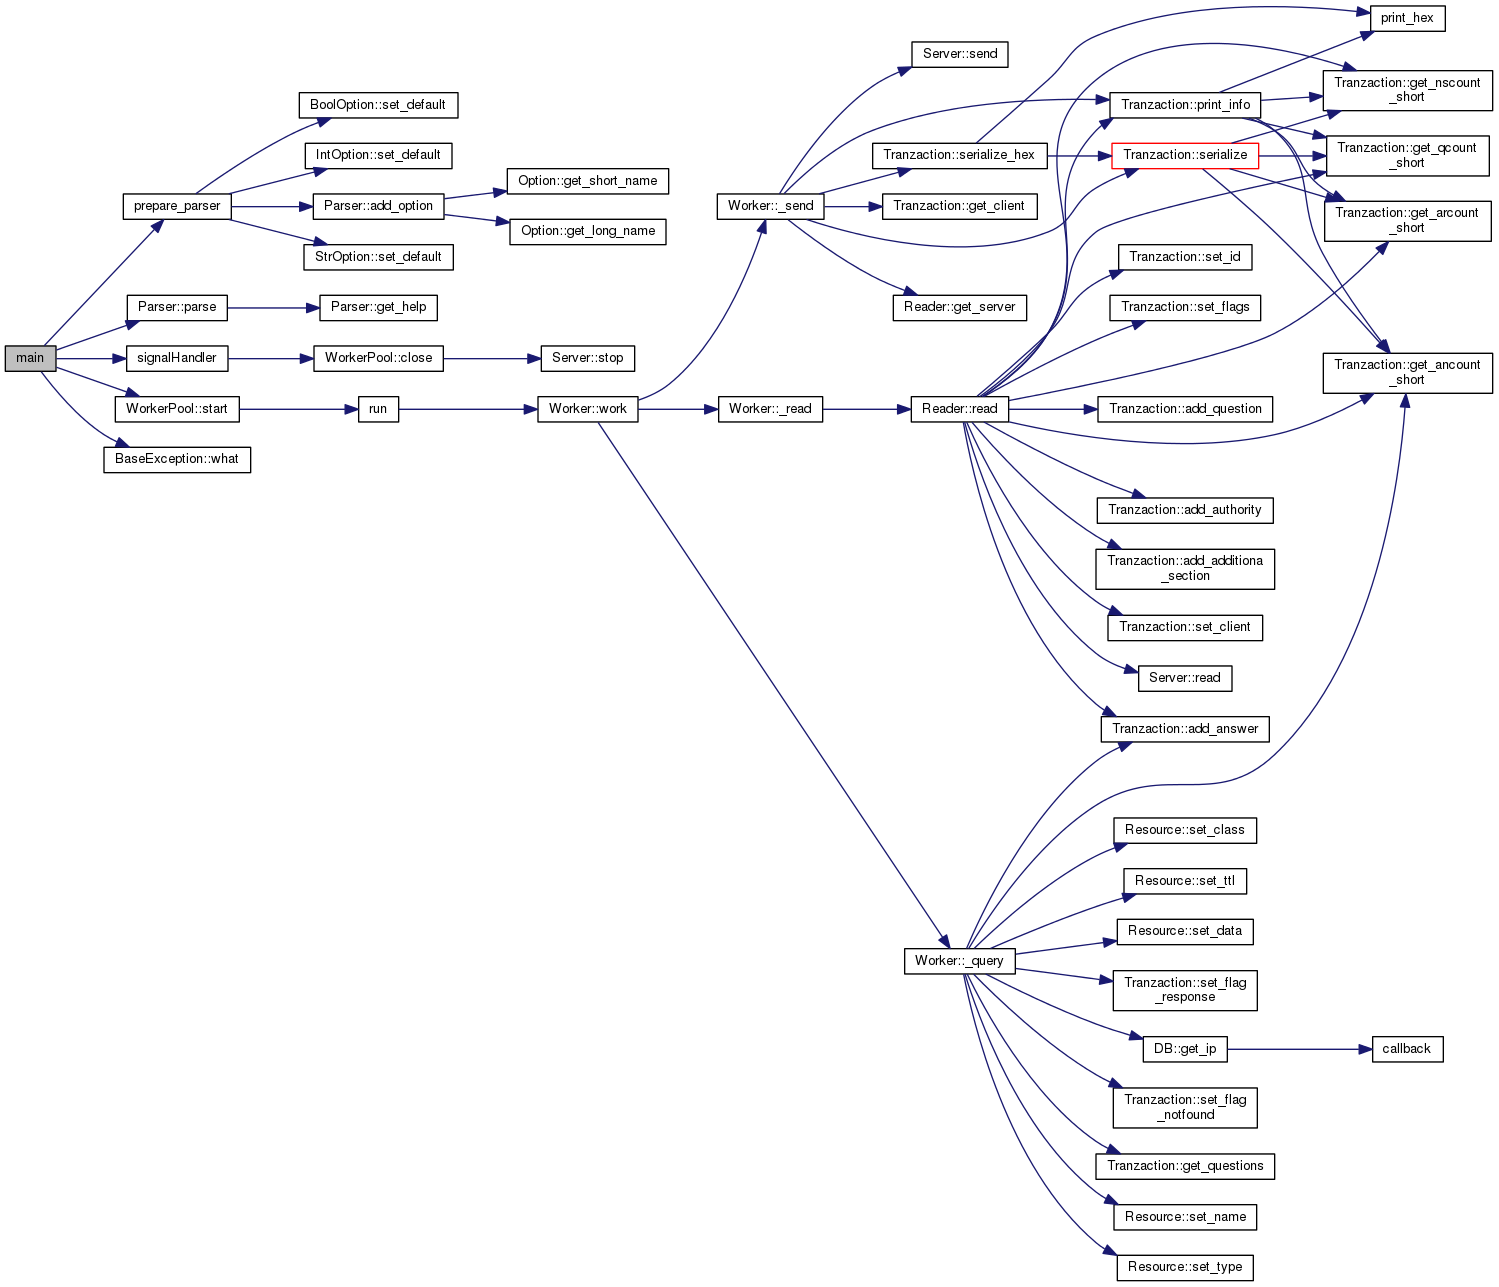 main
prepare_parser
Parser::parse
signalHandler
WorkerPool::start
BaseException::what
BoolOption::set_default
IntOption::set_default
Parser::add_option
StrOption::set_default
Parser::get_help
WorkerPool::close
run
Option::get_short_name
Option::get_long_name
Server::stop
Worker::work
Worker::_send
Worker::_read
Worker::_query
Server::send
Tranzaction::serialize_hex
Tranzaction::get_client
Reader::get_server
Reader::read
Tranzaction::print_info
Tranzaction::serialize
Tranzaction::set_id
Tranzaction::set_flags
Tranzaction::add_question
Tranzaction::add_authority
Tranzaction::add_additiona
_section
Tranzaction::set_client
Server::read
Tranzaction::add_answer
Resource::set_class
Resource::set_ttl
Resource::set_data
Tranzaction::set_flag
_response
DB::get_ip
Tranzaction::set_flag
_notfound
Tranzaction::get_questions
Resource::set_name
Resource::set_type
print_hex
Tranzaction::get_nscount
_short
Tranzaction::get_qcount
_short
Tranzaction::get_arcount
_short
Tranzaction::get_ancount
_short
callback